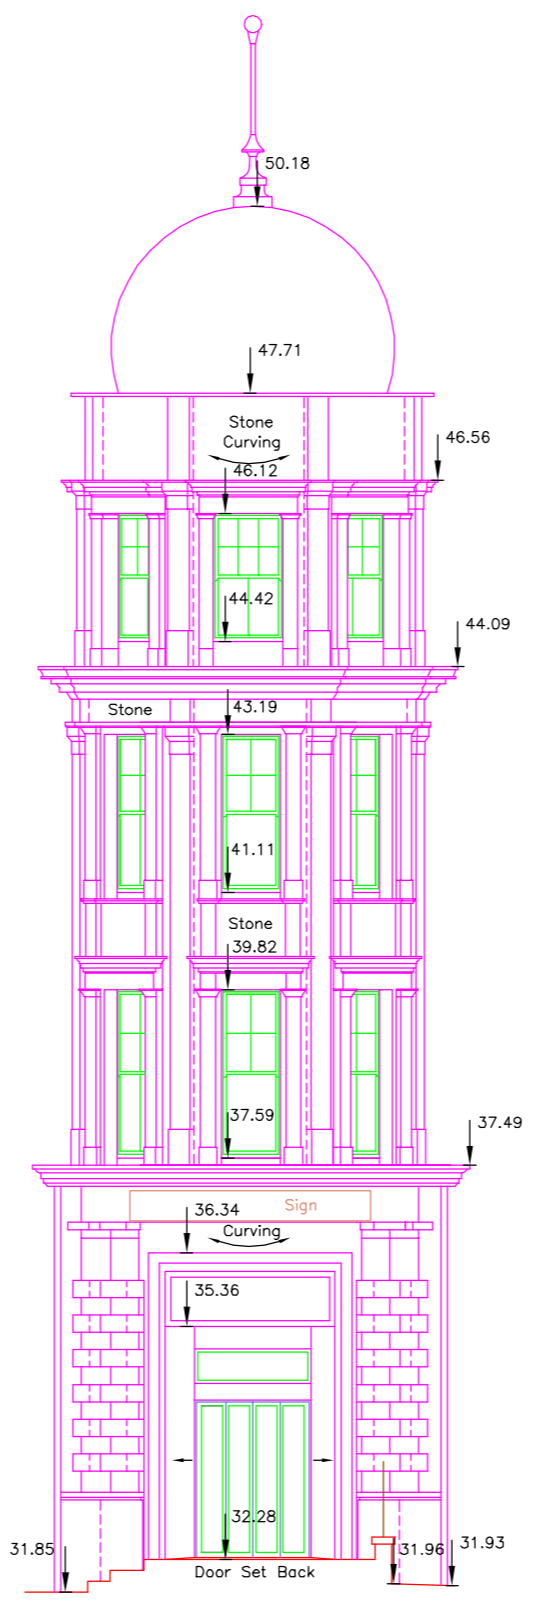 50.18
47.71
Stone
Curving
46.56
46.12
44.42
44.09
Stone
43.19
41.11
Stone
39.82
37.59
37.49
Sign
36.34
Curving
35.36
32.28
31.85
31.96
31.93
Door Set Back